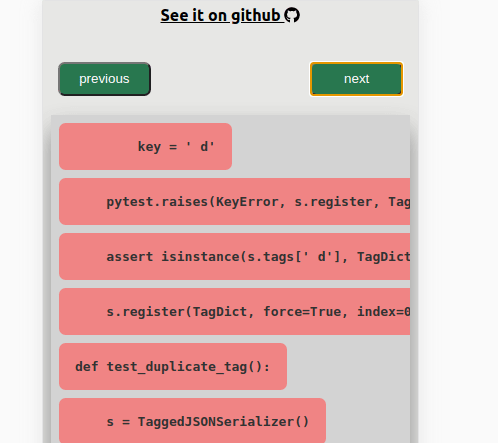 See it on github
previous
next
key = ' d'
pytest.raises(KeyError, s.register, Tag
assert isinstance(s.tags[' d'], TagDict
s.register(TagDict, force=True, index=0
def test_duplicate_tag():
s = TaggedJSONSerializer()